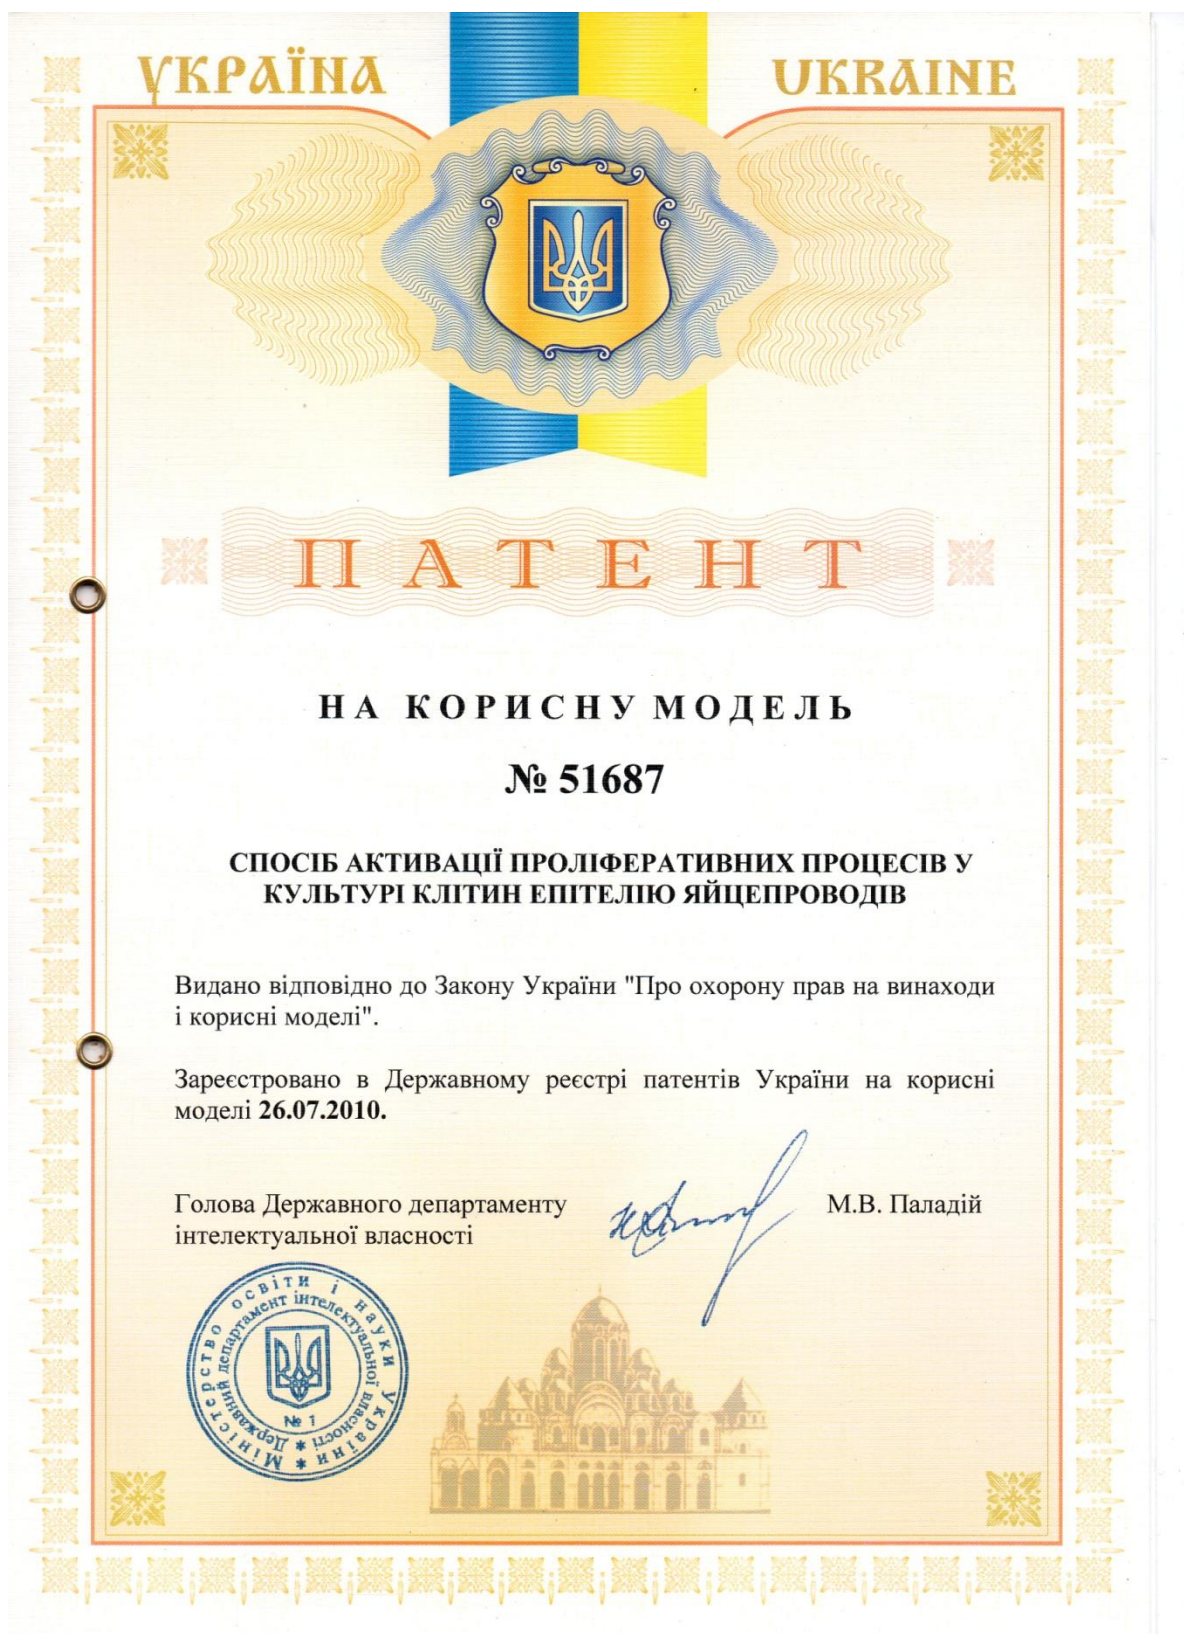 УКРАЇНА
UKRAINE
ПАТЕНТ
НА КОРИСНУ МОДЕЛЬ
№ 51687
СПОСІБ АКТИВАЦІЇ ПРОЛІФЕРАТИВНИХ ПРОЦЕСІВ У
КУЛЬТУРІ КЛІТИН ЕПІТЕЛІЮ ЯЙЦЕПРОВОДІВ
Видано відповідно до Закону України "Про охорону прав на винаходи
і корисні моделі".
Зареєстровано в Державному реєстрі патентів України на корисні
моделі 26.07.2010.
Голова Державного департаменту
інтелектуальної власності
М.В. Паладій
Міністерство освіти і науки України
Державний департамент інтелектуальної власності
№ 1